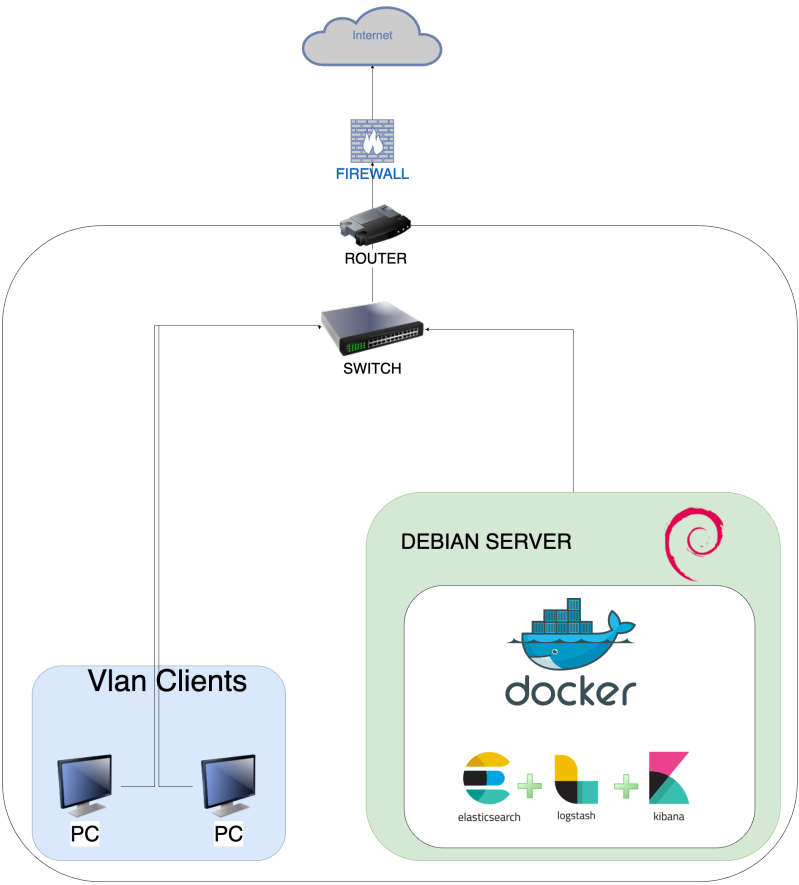 Internet
FIREWALL
ROUTER
SWITCH
DEBIAN SERVER
docker
Vlan Clients
PC
PC
elasticsearch
logstash
kibana